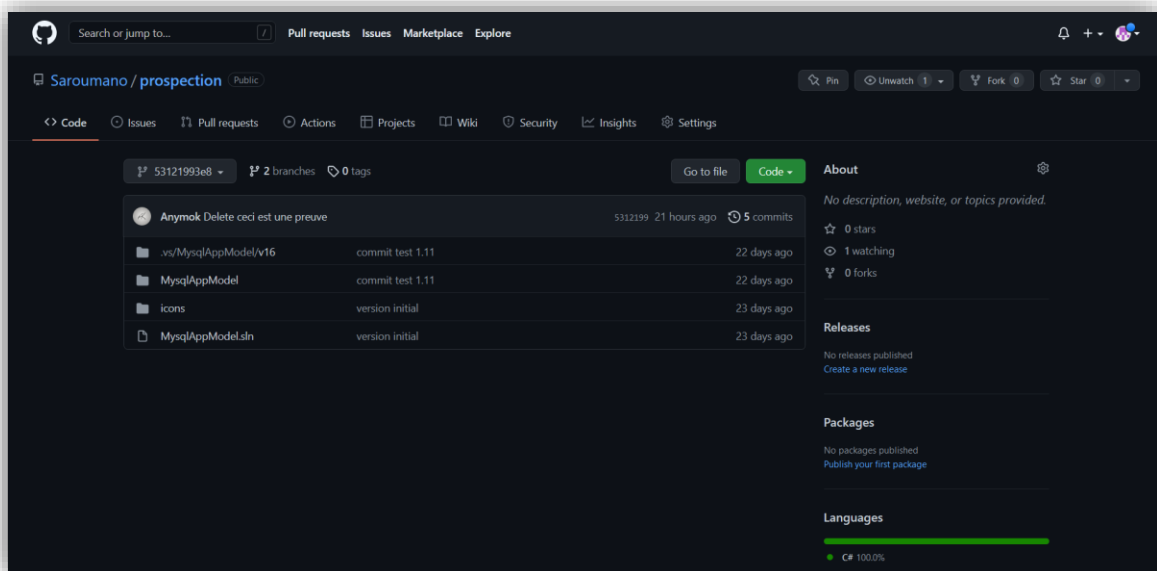 Search or jump to... / Pull requests Issues Marketplace Explore
Saroumano / prospection Public Pin Unwatch 1 Fork 0 Star 0
<> Code Issues Pull requests Actions Projects Wiki Security Insights Settings
53121993e8 2 branches 0 tags Go to file Code
Anymok Delete ceci est une preuve 5312199 21 hours ago 5 commits
.vs/MysqlAppModel/v16 commit test 1.11 22 days ago
MysqlAppModel commit test 1.11 22 days ago
icons version initial 23 days ago
MysqlAppModel.sln version initial 23 days ago
About
No description, website, or topics provided.
0 stars
1 watching
0 forks
Releases
No releases published
Create a new release
Packages
No packages published
Publish your first package
Languages
C# 100.0%